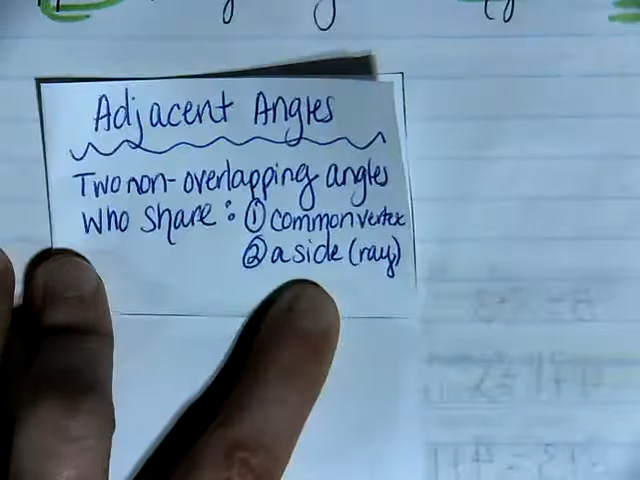 Adjacent Angles
Two non-overlapping angles
who share: ① common vertex
② a side (ray)